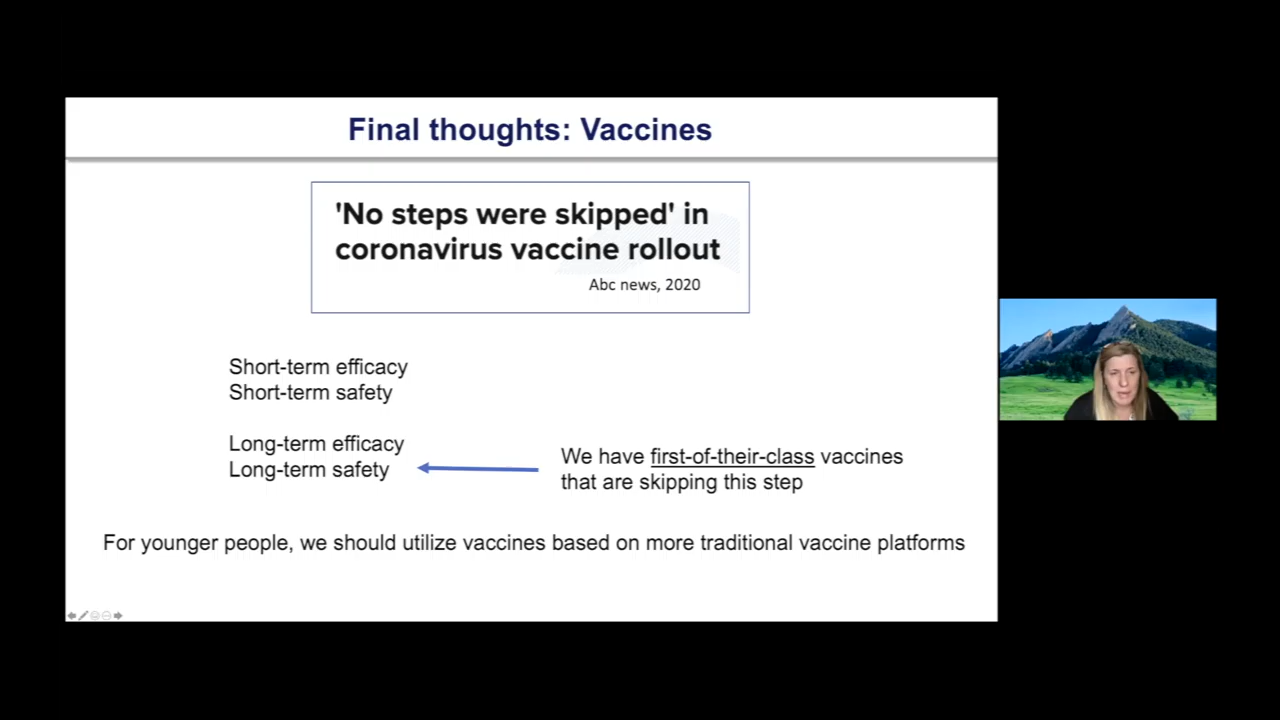 Final thoughts: Vaccines
'No steps were skipped' in
coronavirus vaccine rollout
Abc news, 2020
Short-term efficacy
Short-term safety
Long-term efficacy
Long-term safety
We have first-of-their-class vaccines
that are skipping this step
For younger people, we should utilize vaccines based on more traditional vaccine platforms